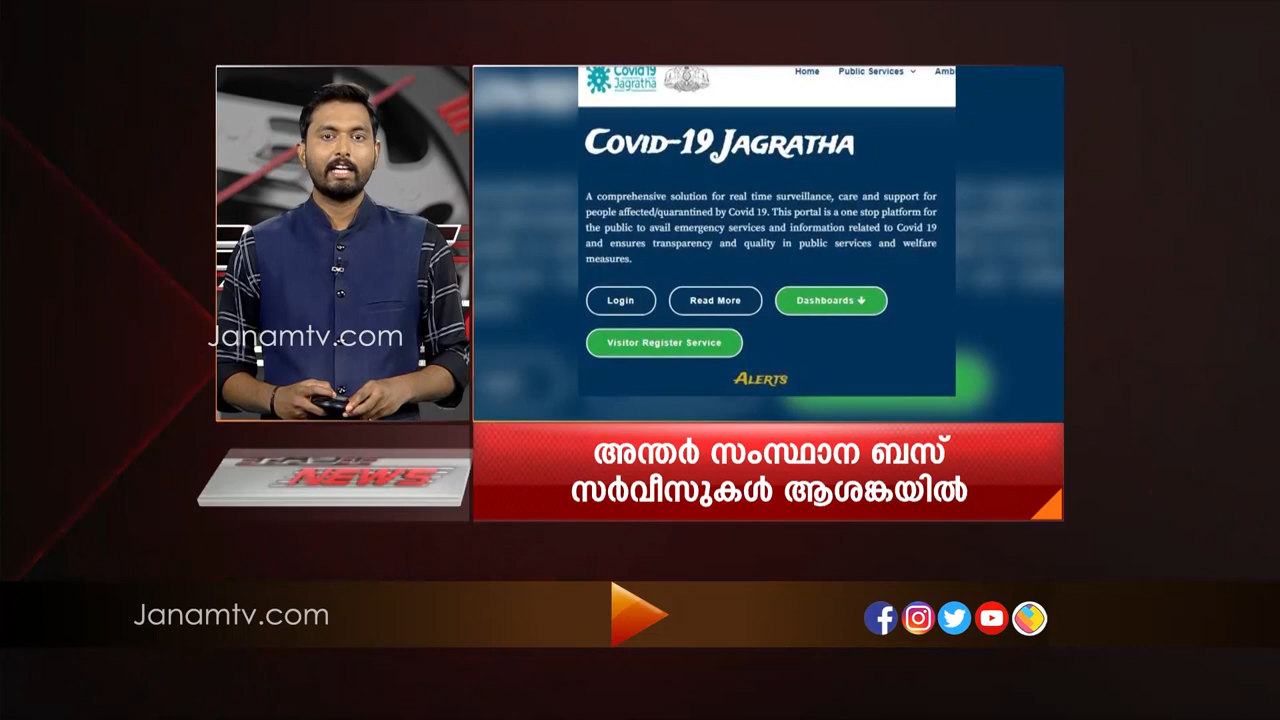 Covid19
Jagratha
Home Public Services Amb
COVID-19 JAGRATHA
A comprehensive solution for real time surveillance, care and support for
people affected/quarantined by Covid 19. This portal is a one stop platform for
the public to avail emergency services and information related to Covid 19
and ensures transparency and quality in public services and welfare
measures.
Login Read More Dashboards
Visitor Register Service
ALERTS
Janamtv.com
NEWS
അന്തർ സംസ്ഥാന ബസ്
സർവീസുകൾ ആശങ്കയിൽ
Janamtv.com